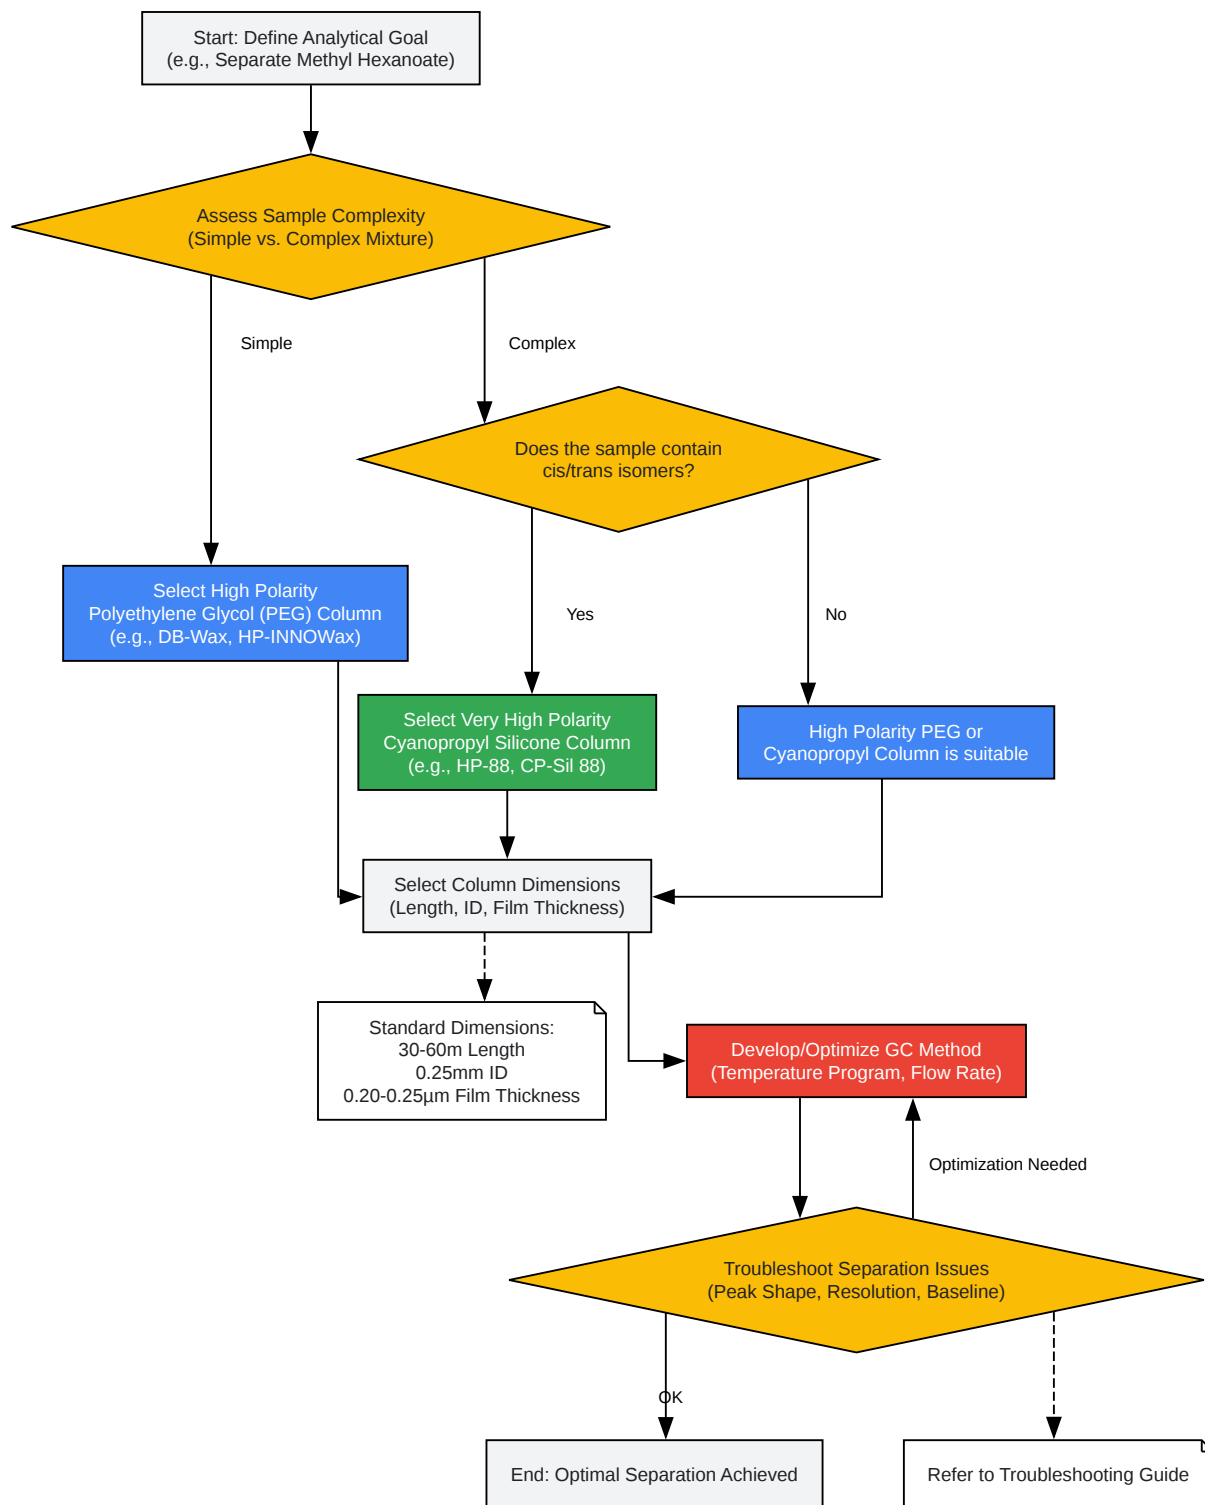 Start: Define Analytical Goal
(e.g., Separate Methyl Hexanoate)
Assess Sample Complexity
(Simple vs. Complex Mixture)
Simple
Complex
Does the sample contain
cis/trans isomers?
Select High Polarity
Polyethylene Glycol (PEG) Column
(e.g., DB-Wax, HP-INNOWax)
Yes
No
Select Very High Polarity
Cyanopropyl Silicone Column
(e.g., HP-88, CP-Sil 88)
High Polarity PEG or
Cyanopropyl Column is suitable
Select Column Dimensions
(Length, ID, Film Thickness)
Standard Dimensions:
30-60m Length
0.25mm ID
0.20-0.25µm Film Thickness
Develop/Optimize GC Method
(Temperature Program, Flow Rate)
Optimization Needed
Troubleshoot Separation Issues
(Peak Shape, Resolution, Baseline)
OK
End: Optimal Separation Achieved
Refer to Troubleshooting Guide